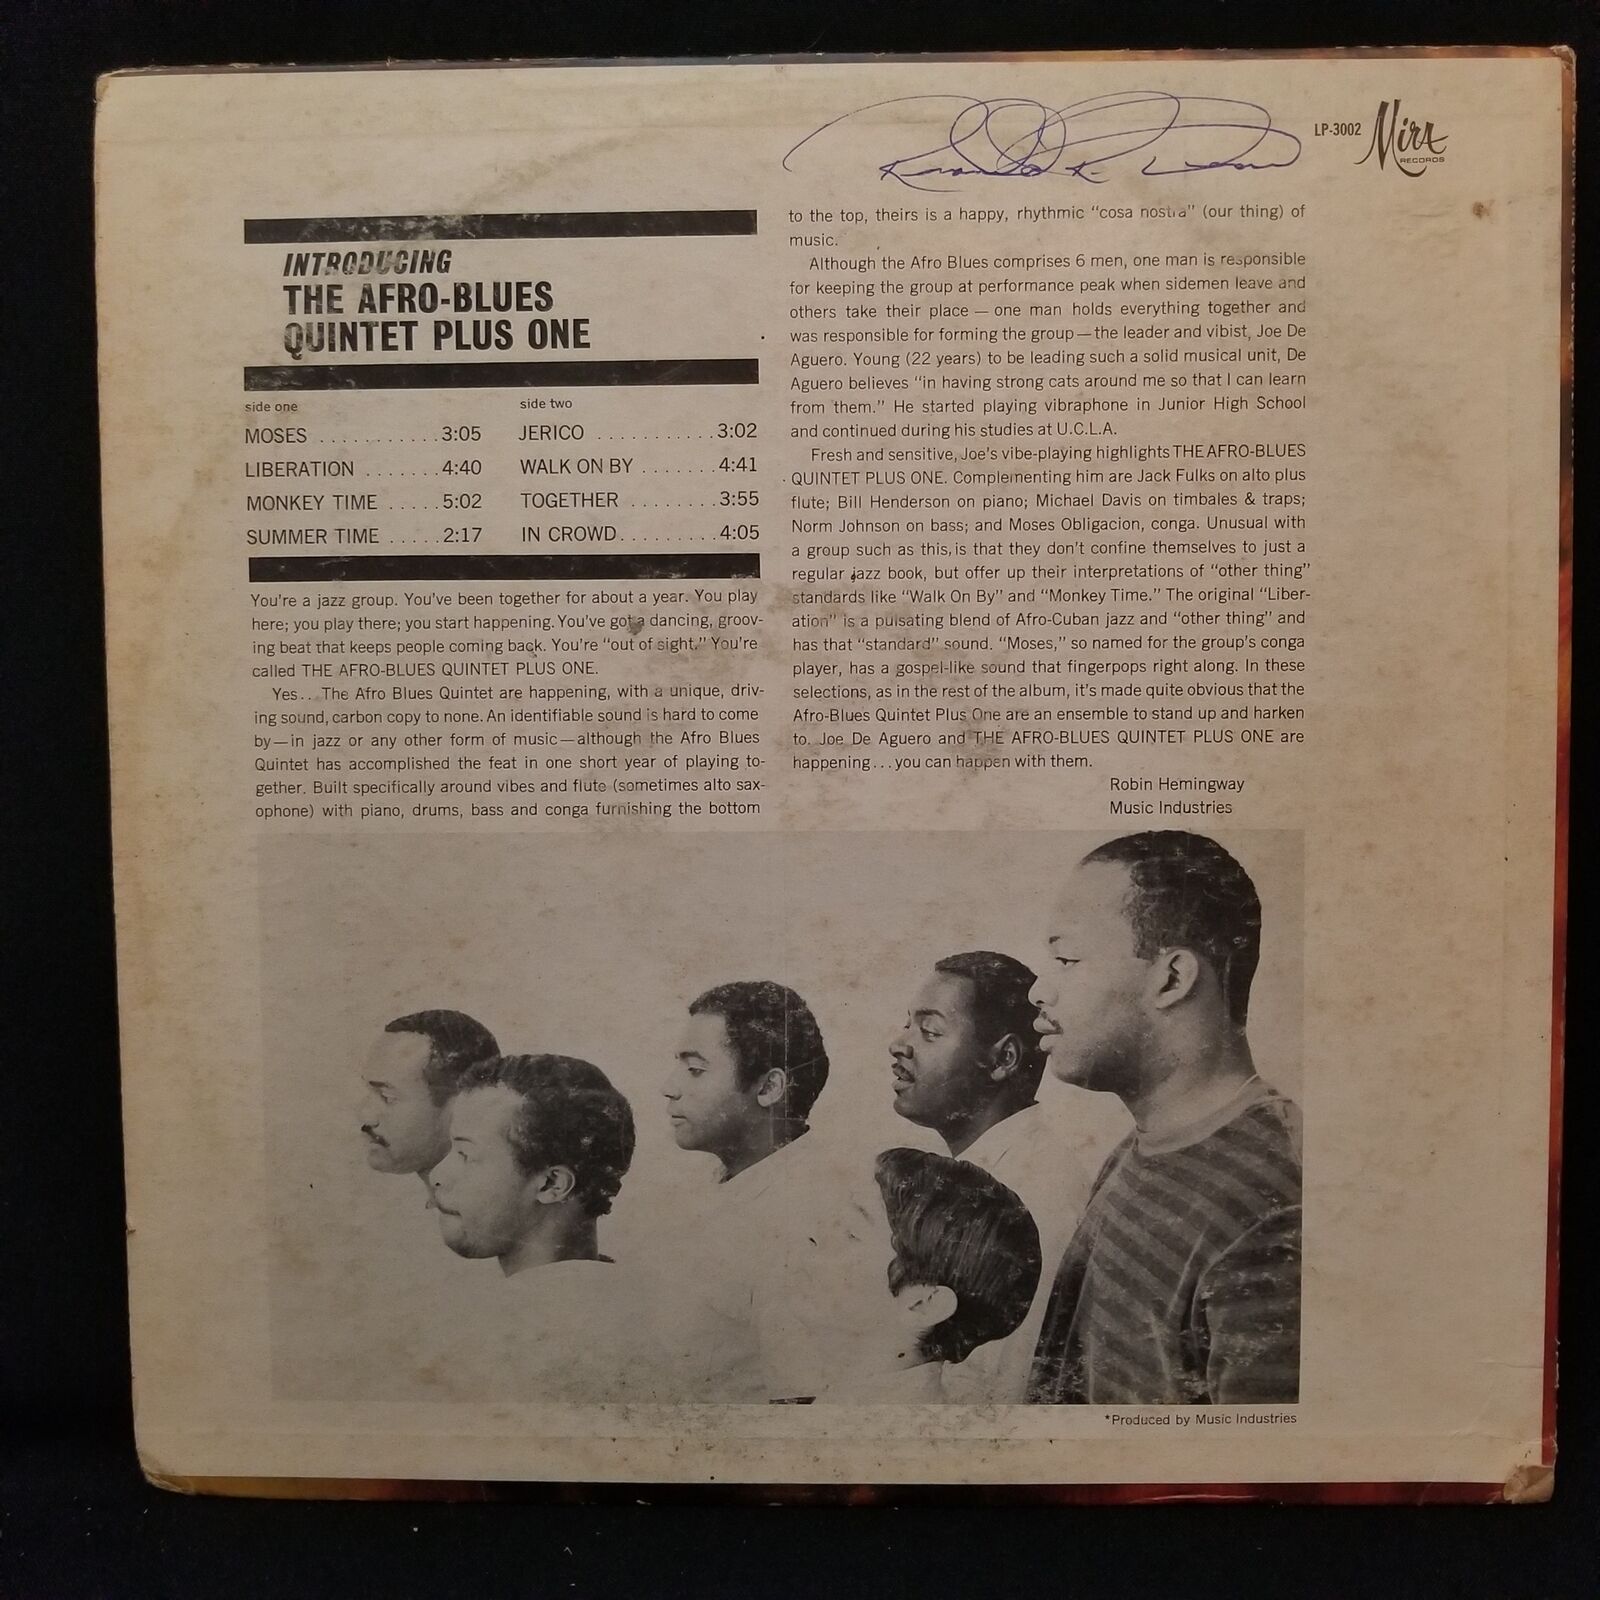 LP-3002 Mira
RECORDS
INTRODUCING
THE AFRO-BLUES
QUINTET PLUS ONE
side one
MOSES ........... 3:05
LIBERATION ....... 4:40
MONKEY TIME ..... 5:02
SUMMER TIME ..... 2:17
side two
JERICO ........... 3:02
WALK ON BY ....... 4:41
TOGETHER ........ 3:55
IN CROWD ......... 4:05
You're a jazz group. You've been together for about a year. You play
here; you play there; you start happening. You've got a dancing, groov-
ing beat that keeps people coming back. You're "out of sight." You're
called THE AFRO-BLUES QUINTET PLUS ONE.
Yes... The Afro Blues Quintet are happening, with a unique, driv-
ing sound, carbon copy to none. An identifiable sound is hard to come
by—in jazz or any other form of music—although the Afro Blues
Quintet has accomplished the feat in one short year of playing to-
gether. Built specifically around vibes and flute (sometimes alto sax-
ophone) with piano, drums, bass and conga furnishing the bottom
to the top, theirs is a happy, rhythmic "cosa nostra" (our thing) of
music.
Although the Afro Blues comprises 6 men, one man is responsible
for keeping the group at performance peak when sidemen leave and
others take their place — one man holds everything together and
was responsible for forming the group—the leader and vibist, Joe De
Aguero. Young (22 years) to be leading such a solid musical unit, De
Aguero believes "in having strong cats around me so that I can learn
from them." He started playing vibraphone in Junior High School
and continued during his studies at U.C.L.A.
Fresh and sensitive, Joe's vibe-playing highlights THE AFRO-BLUES
QUINTET PLUS ONE. Complementing him are Jack Fulks on alto plus
flute; Bill Henderson on piano; Michael Davis on timbales & traps;
Norm Johnson on bass; and Moses Obligacion, conga. Unusual with
a group such as this, is that they don't confine themselves to just a
regular jazz book, but offer up their interpretations of "other thing"
standards like "Walk On By" and "Monkey Time." The original "Liber-
ation" is a pulsating blend of Afro-Cuban jazz and "other thing" and
has that "standard" sound. "Moses," so named for the group's conga
player, has a gospel-like sound that fingerpops right along. In these
selections, as in the rest of the album, it's made quite obvious that the
Afro-Blues Quintet Plus One are an ensemble to stand up and harken
to. Joe De Aguero and THE AFRO-BLUES QUINTET PLUS ONE are
happening...you can happen with them.
Robin Hemingway
Music Industries
*Produced by Music Industries